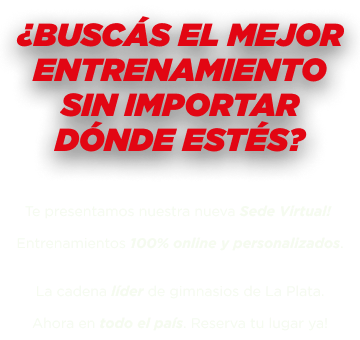 ¿BUSCÁS EL MEJOR
ENTRENAMIENTO
SIN IMPORTAR
DÓNDE ESTÉS?
Te presentamos nuestra nueva Sede Virtual!
Entrenamientos 100% online y personalizados.
La cadena líder de gimnasios de La Plata
Ahora en todo el país. Reserva tu lugar ya!